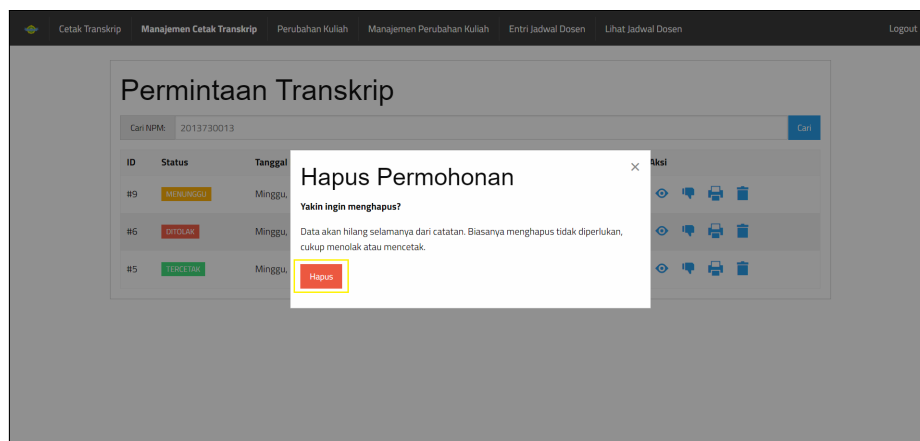 Cetak Transkrip Manajemen Cetak Transkrip Perubahan Kuliah Manajemen Perubahan Kuliah Entri Jadwal Dosen Lihat Jadwal Dosen Logout
Permintaan Transkrip
Cari NPM: 2013730013 Cari
ID Status Tanggal Aksi
Hapus Permohonan ×
#9 MENUNGGU Minggu,
Yakin ingin menghapus?
#6 DITOLAK Minggu,
Data akan hilang selamanya dari catatan. Biasanya menghapus tidak diperlukan,
cukup menolak atau mencetak.
#5 TERCETAK Minggu,
Hapus